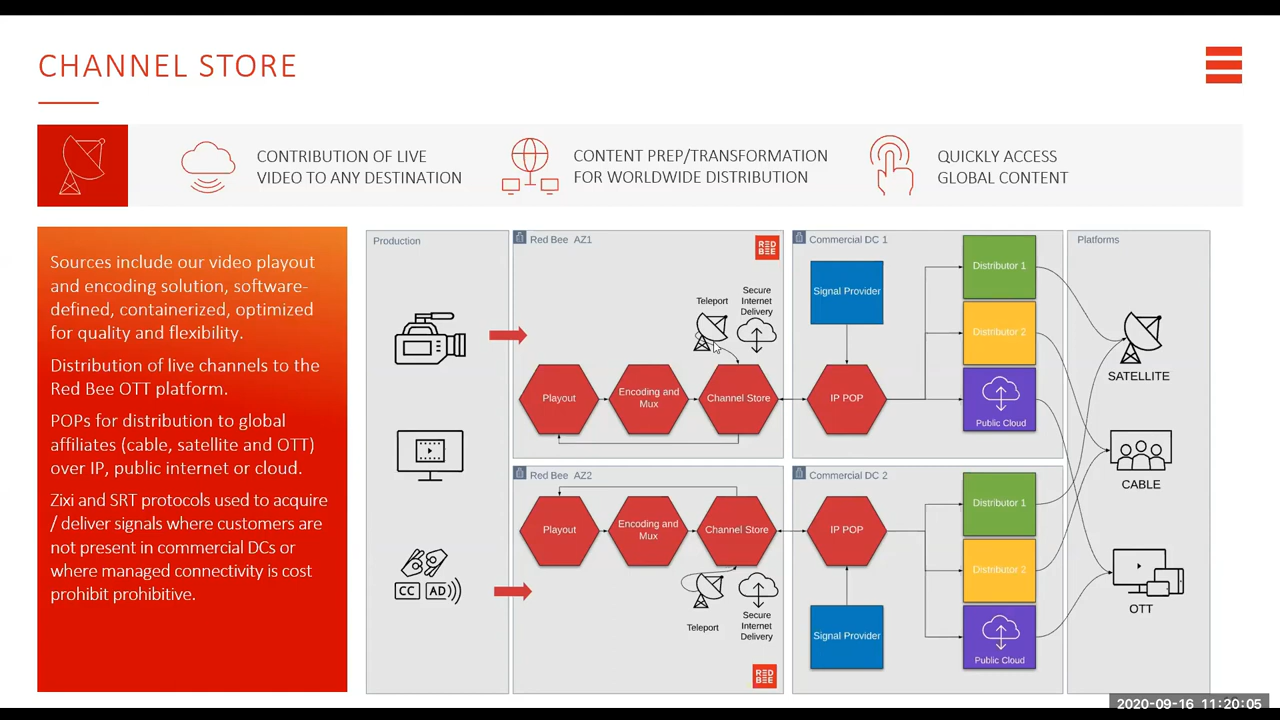 CHANNEL STORE
CONTRIBUTION OF LIVE
VIDEO TO ANY DESTINATION
CONTENT PREP/TRANSFORMATION
FOR WORLDWIDE DISTRIBUTION
QUICKLY ACCESS
GLOBAL CONTENT
Sources include our video playout
and encoding solution, software-
defined, containerized, optimized
for quality and flexibility.
Distribution of live channels to the
Red Bee OTT platform.
POPs for distribution to global
affiliates (cable, satellite and OTT)
over IP, public internet or cloud.
Zixi and SRT protocols used to acquire
/ deliver signals where customers are
not present in commercial DCs or
where managed connectivity is cost
prohibit prohibitive.
Production
CC AD
Red Bee AZ1
RED
BEE
Teleport
Secure
Internet
Delivery
Playout
Encoding and
Mux
Channel Store
Commercial DC 1
Signal Provider
IP POP
Distributor 1
Distributor 2
Public Cloud
Red Bee AZ2
Playout
Encoding and
Mux
Channel Store
Teleport
Secure
Internet
Delivery
RED
BEE
Commercial DC 2
IP POP
Signal Provider
Distributor 1
Distributor 2
Public Cloud
Platforms
SATELLITE
CABLE
OTT
2020-09-16 11:20:05